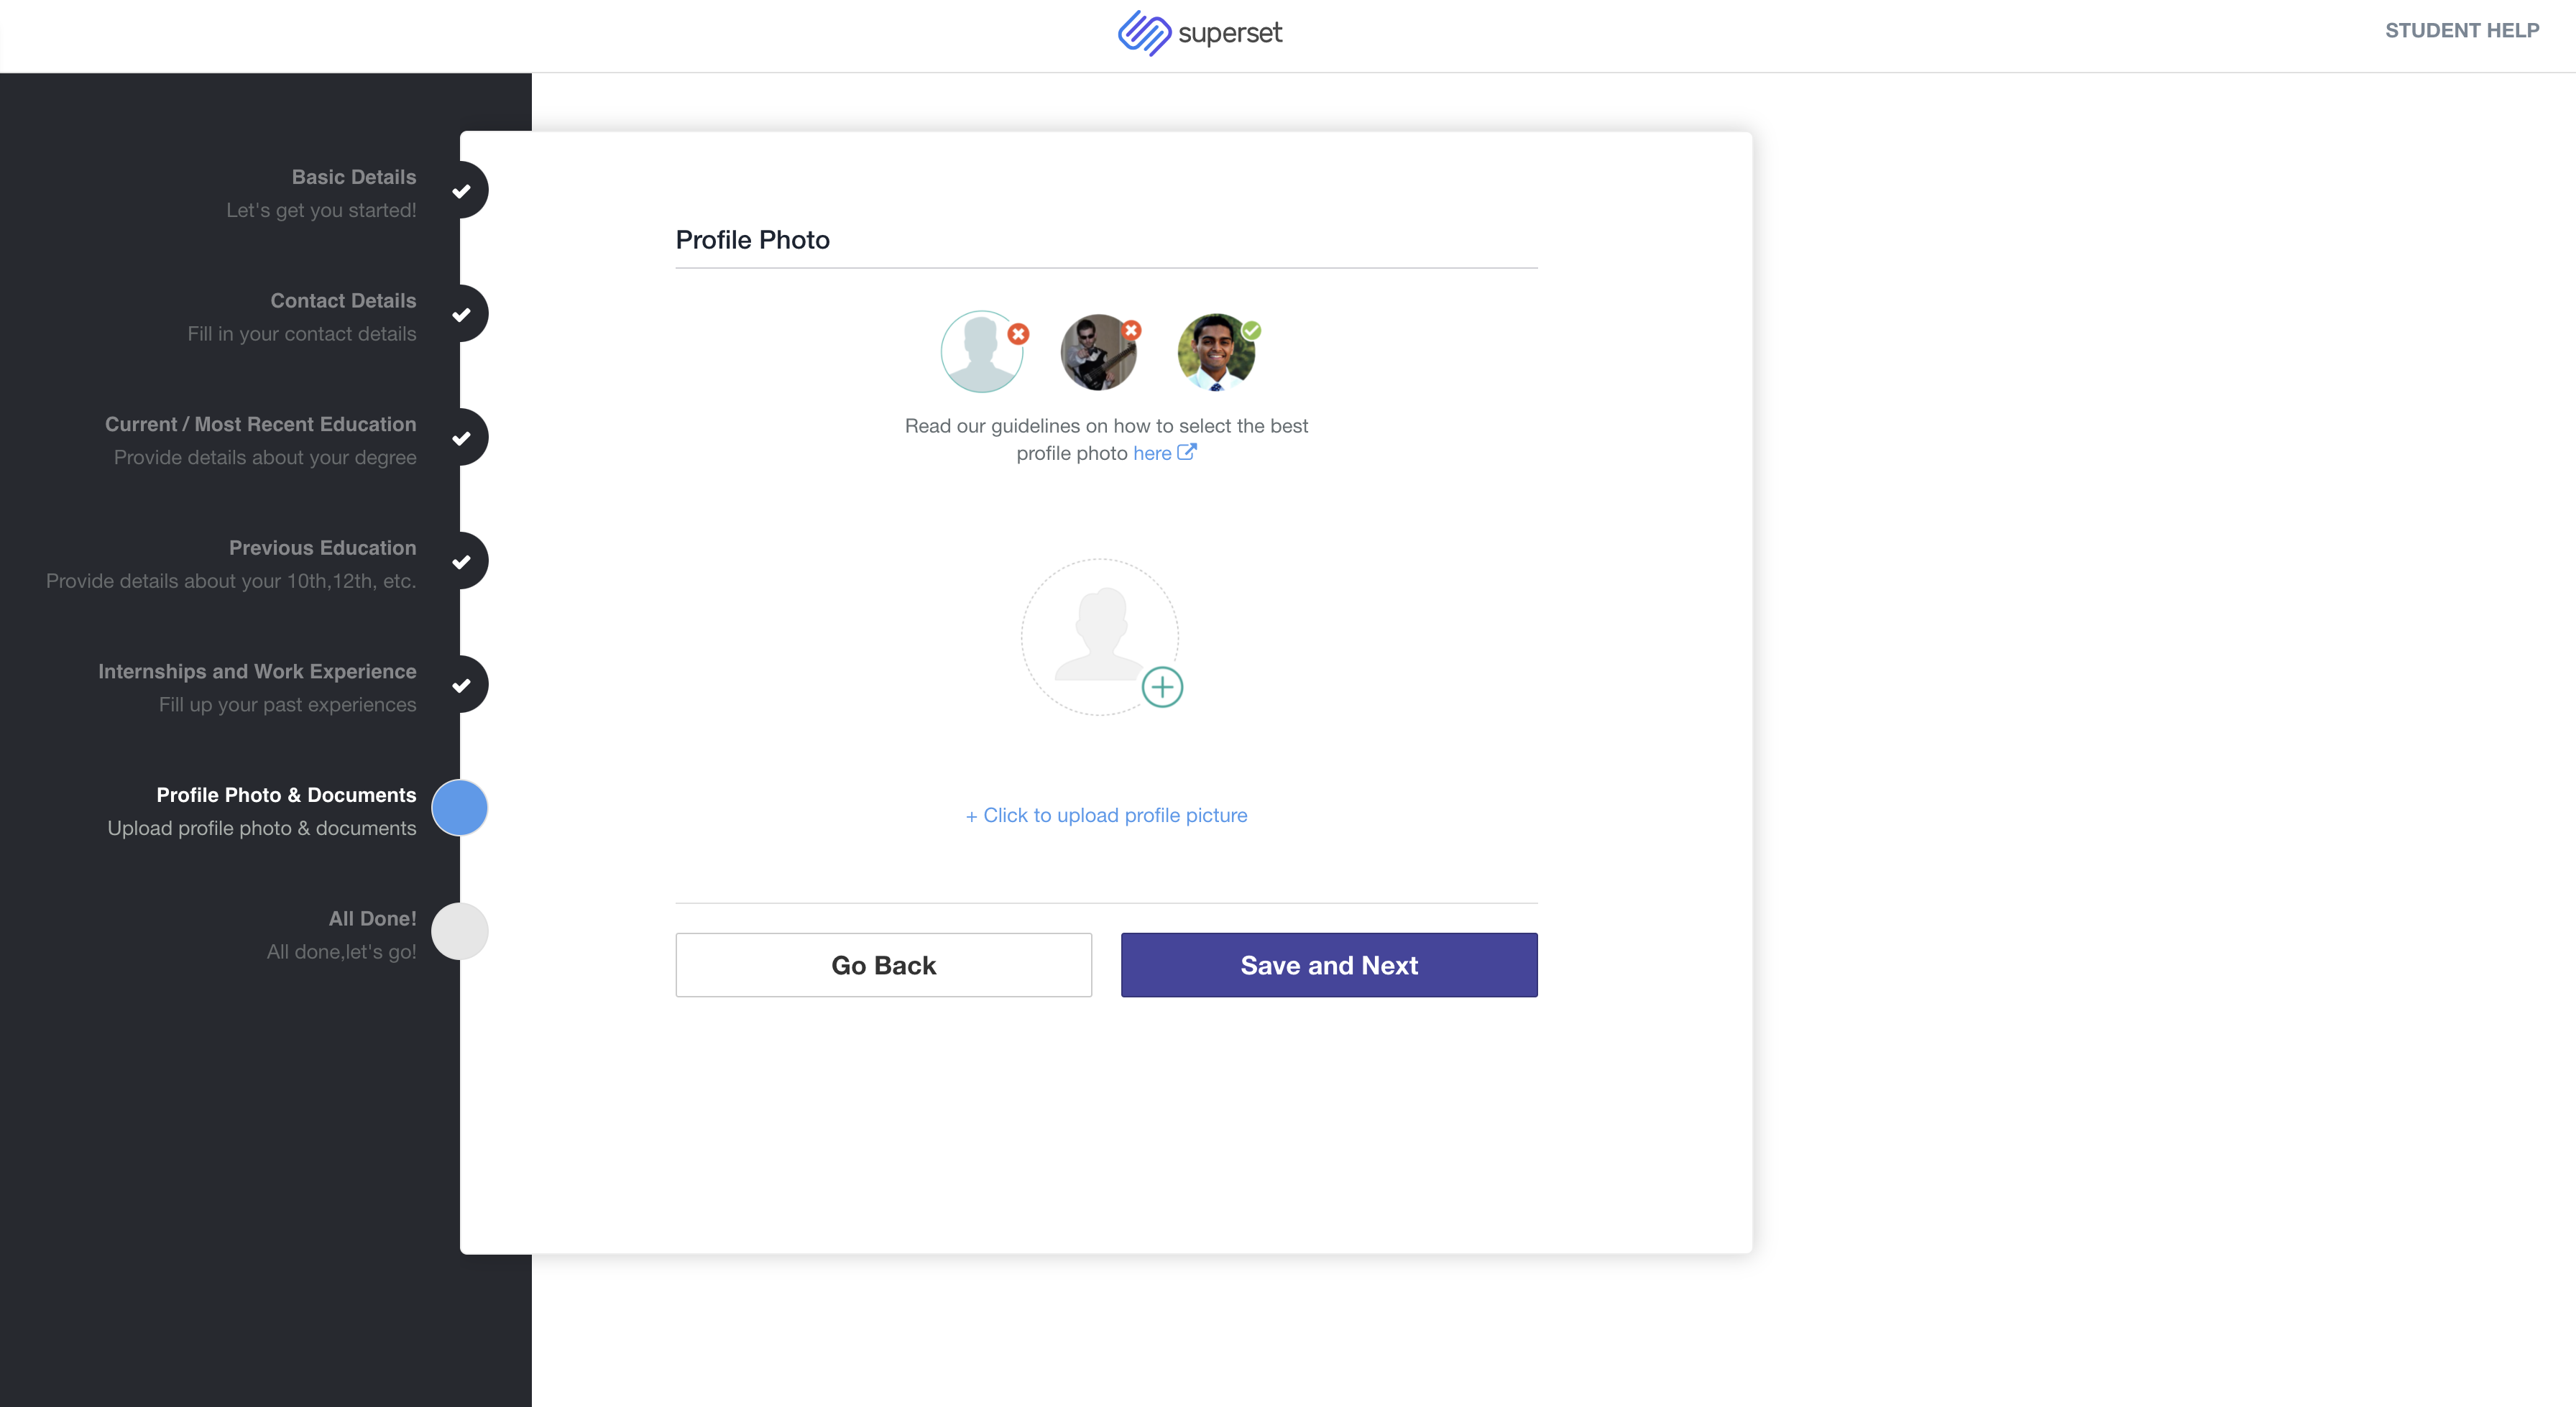 superset
STUDENT HELP
Basic Details
Let's get you started!
Contact Details
Fill in your contact details
Current / Most Recent Education
Provide details about your degree
Previous Education
Provide details about your 10th,12th, etc.
Internships and Work Experience
Fill up your past experiences
Profile Photo & Documents
Upload profile photo & documents
All Done!
All done,let's go!
Profile Photo
Read our guidelines on how to select the best
profile photo here
+ Click to upload profile picture
Go Back
Save and Next